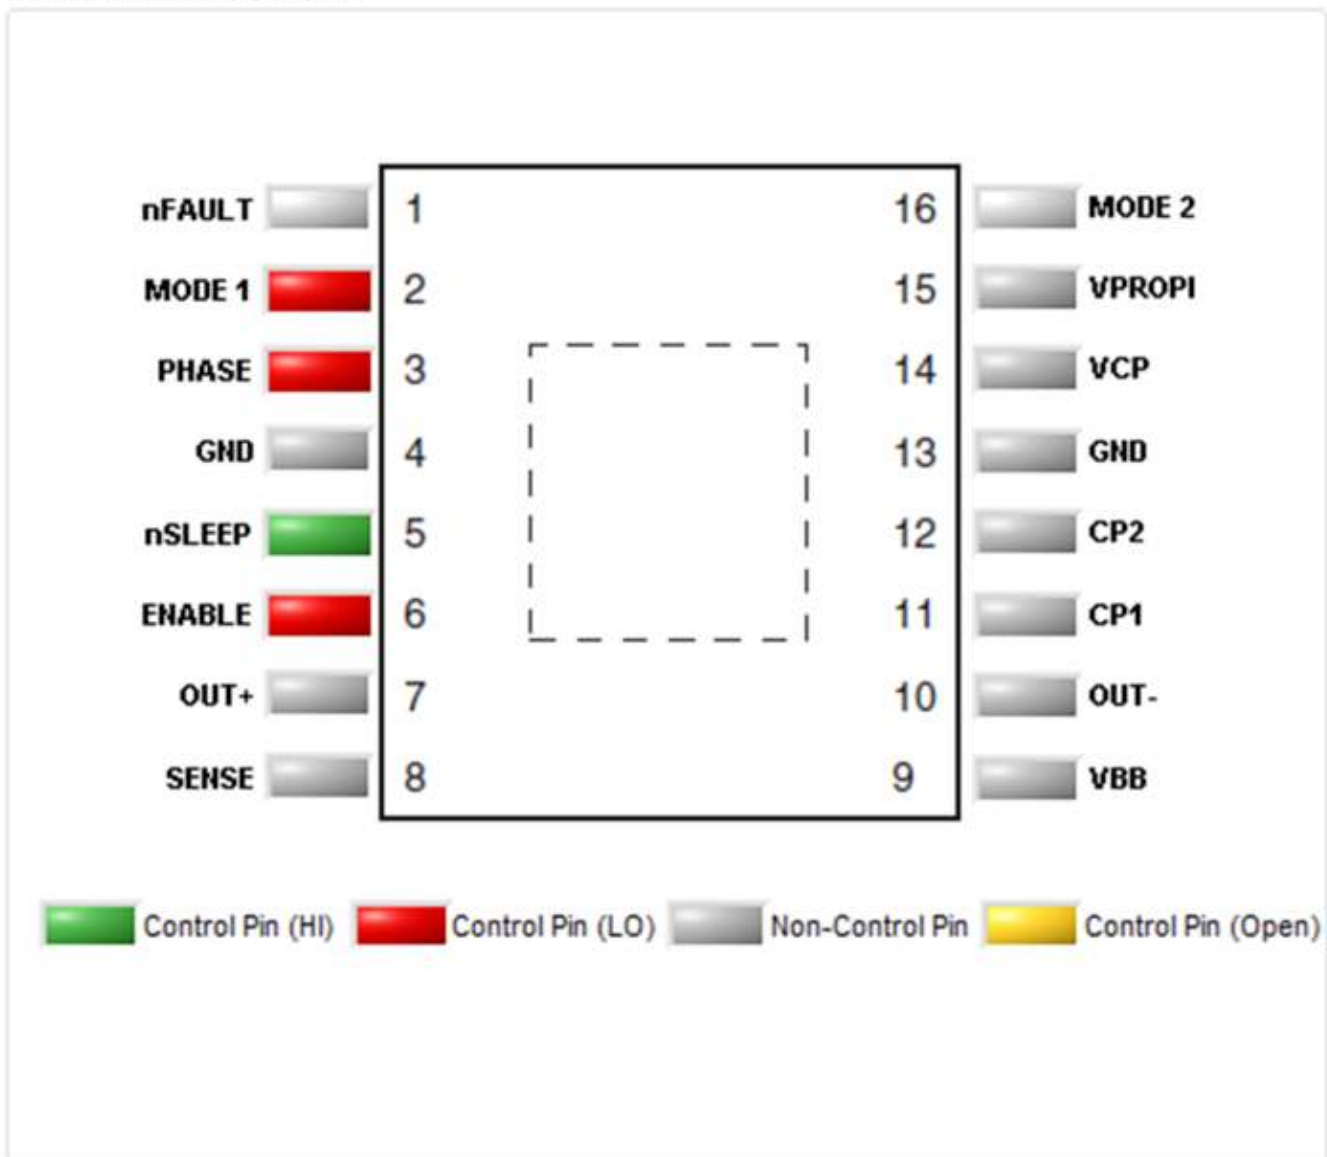 nFAULT 1 16 MODE 2
MODE 1 2 15 VPROPI
PHASE 3 14 VCP
GND 4 13 GND
nSLEEP 5 12 CP2
ENABLE 6 11 CP1
OUT+ 7 10 OUT-
SENSE 8 9 VBB
Control Pin (HI) Control Pin (LO) Non-Control Pin Control Pin (Open)